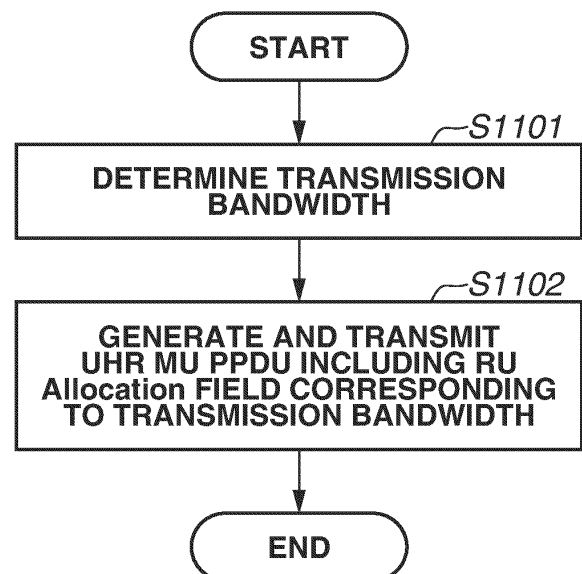 START
S1101
DETERMINE TRANSMISSION
BANDWIDTH
S1102
GENERATE AND TRANSMIT
UHR MU PPDU INCLUDING RU
Allocation FIELD CORRESPONDING
TO TRANSMISSION BANDWIDTH
END